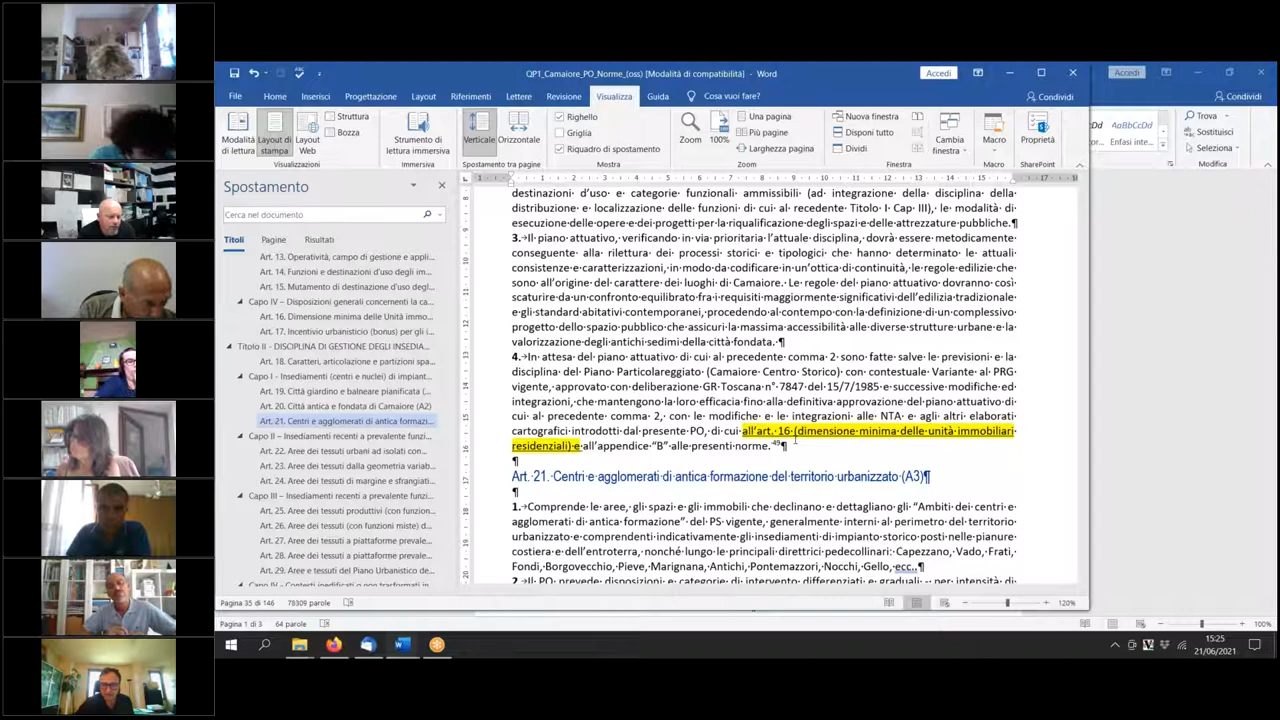 QP1_Camaiore_PO_Norme_(oss) [Modalità di compatibilità] - Word
Accedi
Accedi
File Home Inserisci Progettazione Layout Riferimenti Lettere Revisione Visualizza Guida Cosa vuoi fare? Condividi
Condividi
Modalità di lettura
Layout di stampa
Layout Web
Struttura
Bozza
Visualizzazioni
Strumento di lettura immersiva
Immersiva
Verticale
Orizzontale
Spostamento tra pagine
Righello
Griglia
Riquadro di spostamento
Mostra
Zoom
100%
Una pagina
Più pagine
Larghezza pagina
Zoom
Nuova finestra
Disponi tutto
Dividi
Cambia finestra
Finestra
Macro
Macro
Proprietà
SharePoint
AaBbCcDd
Enfasi inten...
Trova
Sostituisci
Seleziona
Modifica
Spostamento
Cerca nel documento
Titoli Pagine Risultati
Art. 13. Operatività, campo di gestione e appli...
Art. 14. Funzioni e destinazioni d'uso degli im...
Art. 15. Mutamento di destinazione d'uso degl...
Capo IV – Disposizioni generali concernenti la ca...
Art. 16. Dimensione minima delle Unità immo...
Art. 17. Incentivo urbanistico (bonus) per gli i...
Titolo II - DISCIPLINA DI GESTIONE DEGLI INSEDIA...
Art. 18. Caratteri, articolazione e partizioni spa...
Capo I - Insediamenti (centri e nuclei) di impiant...
Art. 19. Città giardino e balneare pianificata (...
Art. 20. Città antica e fondata di Camaiore (A2)
Art. 21. Centri e agglomerati di antica formazi...
Capo II – Insediamenti recenti a prevalente funzi...
Art. 22. Aree dei tessuti urbani ad isolati con...
Art. 23. Aree dei tessuti dalla geometria variab...
Art. 24. Aree dei tessuti di margine e sfrangiati...
Capo III – Insediamenti recenti a prevalente funzi...
Art. 25. Aree dei tessuti produttivi (con funzioni...
Art. 26. Aree dei tessuti (con funzioni miste) d...
Art. 27. Aree dei tessuti a piattaforme prevale...
Art. 28. Aree dei tessuti a piattaforma prevale...
Art. 29. Aree e tessuti del Piano Urbanistico de...
Capo IV - Contesti inedificati o non trasformati in
destinazioni d'uso e categorie funzionali ammissibili (ad integrazione della disciplina della
distribuzione e localizzazione delle funzioni di cui al recedente Titolo I Cap III), le modalità di
esecuzione delle opere e dei progetti per la riqualificazione degli spazi e delle attrezzature pubbliche.¶
3. Il piano attuativo, verificando in via prioritaria l'attuale disciplina, dovrà essere metodicamente
conseguente alla rilettura dei processi storici e tipologici che hanno determinato le attuali
consistenze e caratterizzazioni, in modo da codificare in un'ottica di continuità, le regole edilizie che
sono all'origine del carattere dei luoghi di Camaiore. Le regole del piano attuativo dovranno così
scaturire da un confronto equilibrato fra i requisiti maggiormente significativi dell'edilizia tradizionale
e gli standard abitativi contemporanei, procedendo al contempo con la definizione di un complessivo
progetto dello spazio pubblico che assicuri la massima accessibilità alle diverse strutture urbane e la
valorizzazione degli antichi sedimi della città fondata. ¶
4. In attesa del piano attuativo di cui al precedente comma 2 sono fatte salve le previsioni e la
disciplina del Piano Particolareggiato (Camaiore Centro Storico) con contestuale Variante al PRG
vigente, approvato con deliberazione GR Toscana n° 7847 del 15/7/1985 e successive modifiche ed
integrazioni, che mantengono la loro efficacia fino alla definitiva approvazione del piano attuativo di
cui al precedente comma 2, con le modifiche e le integrazioni alle NTA e agli altri elaborati
cartografici introdotti dal presente PO, di cui all'art. 16 (dimensione minima delle unità immobiliari
residenziali) e all'appendice "B" alle presenti norme. 49¶
¶
Art. 21. Centri e agglomerati di antica formazione del territorio urbanizzato (A3)¶
¶
1. Comprende le aree, gli spazi e gli immobili che declinano e dettagliano gli "Ambiti dei centri e
agglomerati di antica formazione" del PS vigente, generalmente interni al perimetro del territorio
urbanizzato e comprendenti indicativamente gli insediamenti di impianto storico posti nelle pianure
costiera e dell'entroterra, nonché lungo le principali direttrici pedecollinari: Capezzano, Vado, Frati,
Fondi, Borgovecchio, Pieve, Marignana, Antichi, Pontemazzori, Nocchi, Gello, ecc..¶
2. Il PO prevede disposizioni e categorie di intervento differenziati e graduali - per intensità di
Pagina 35 di 146 78309 parole
120%
Pagina 1 di 3 64 parole
100%
15:25
21/06/2021